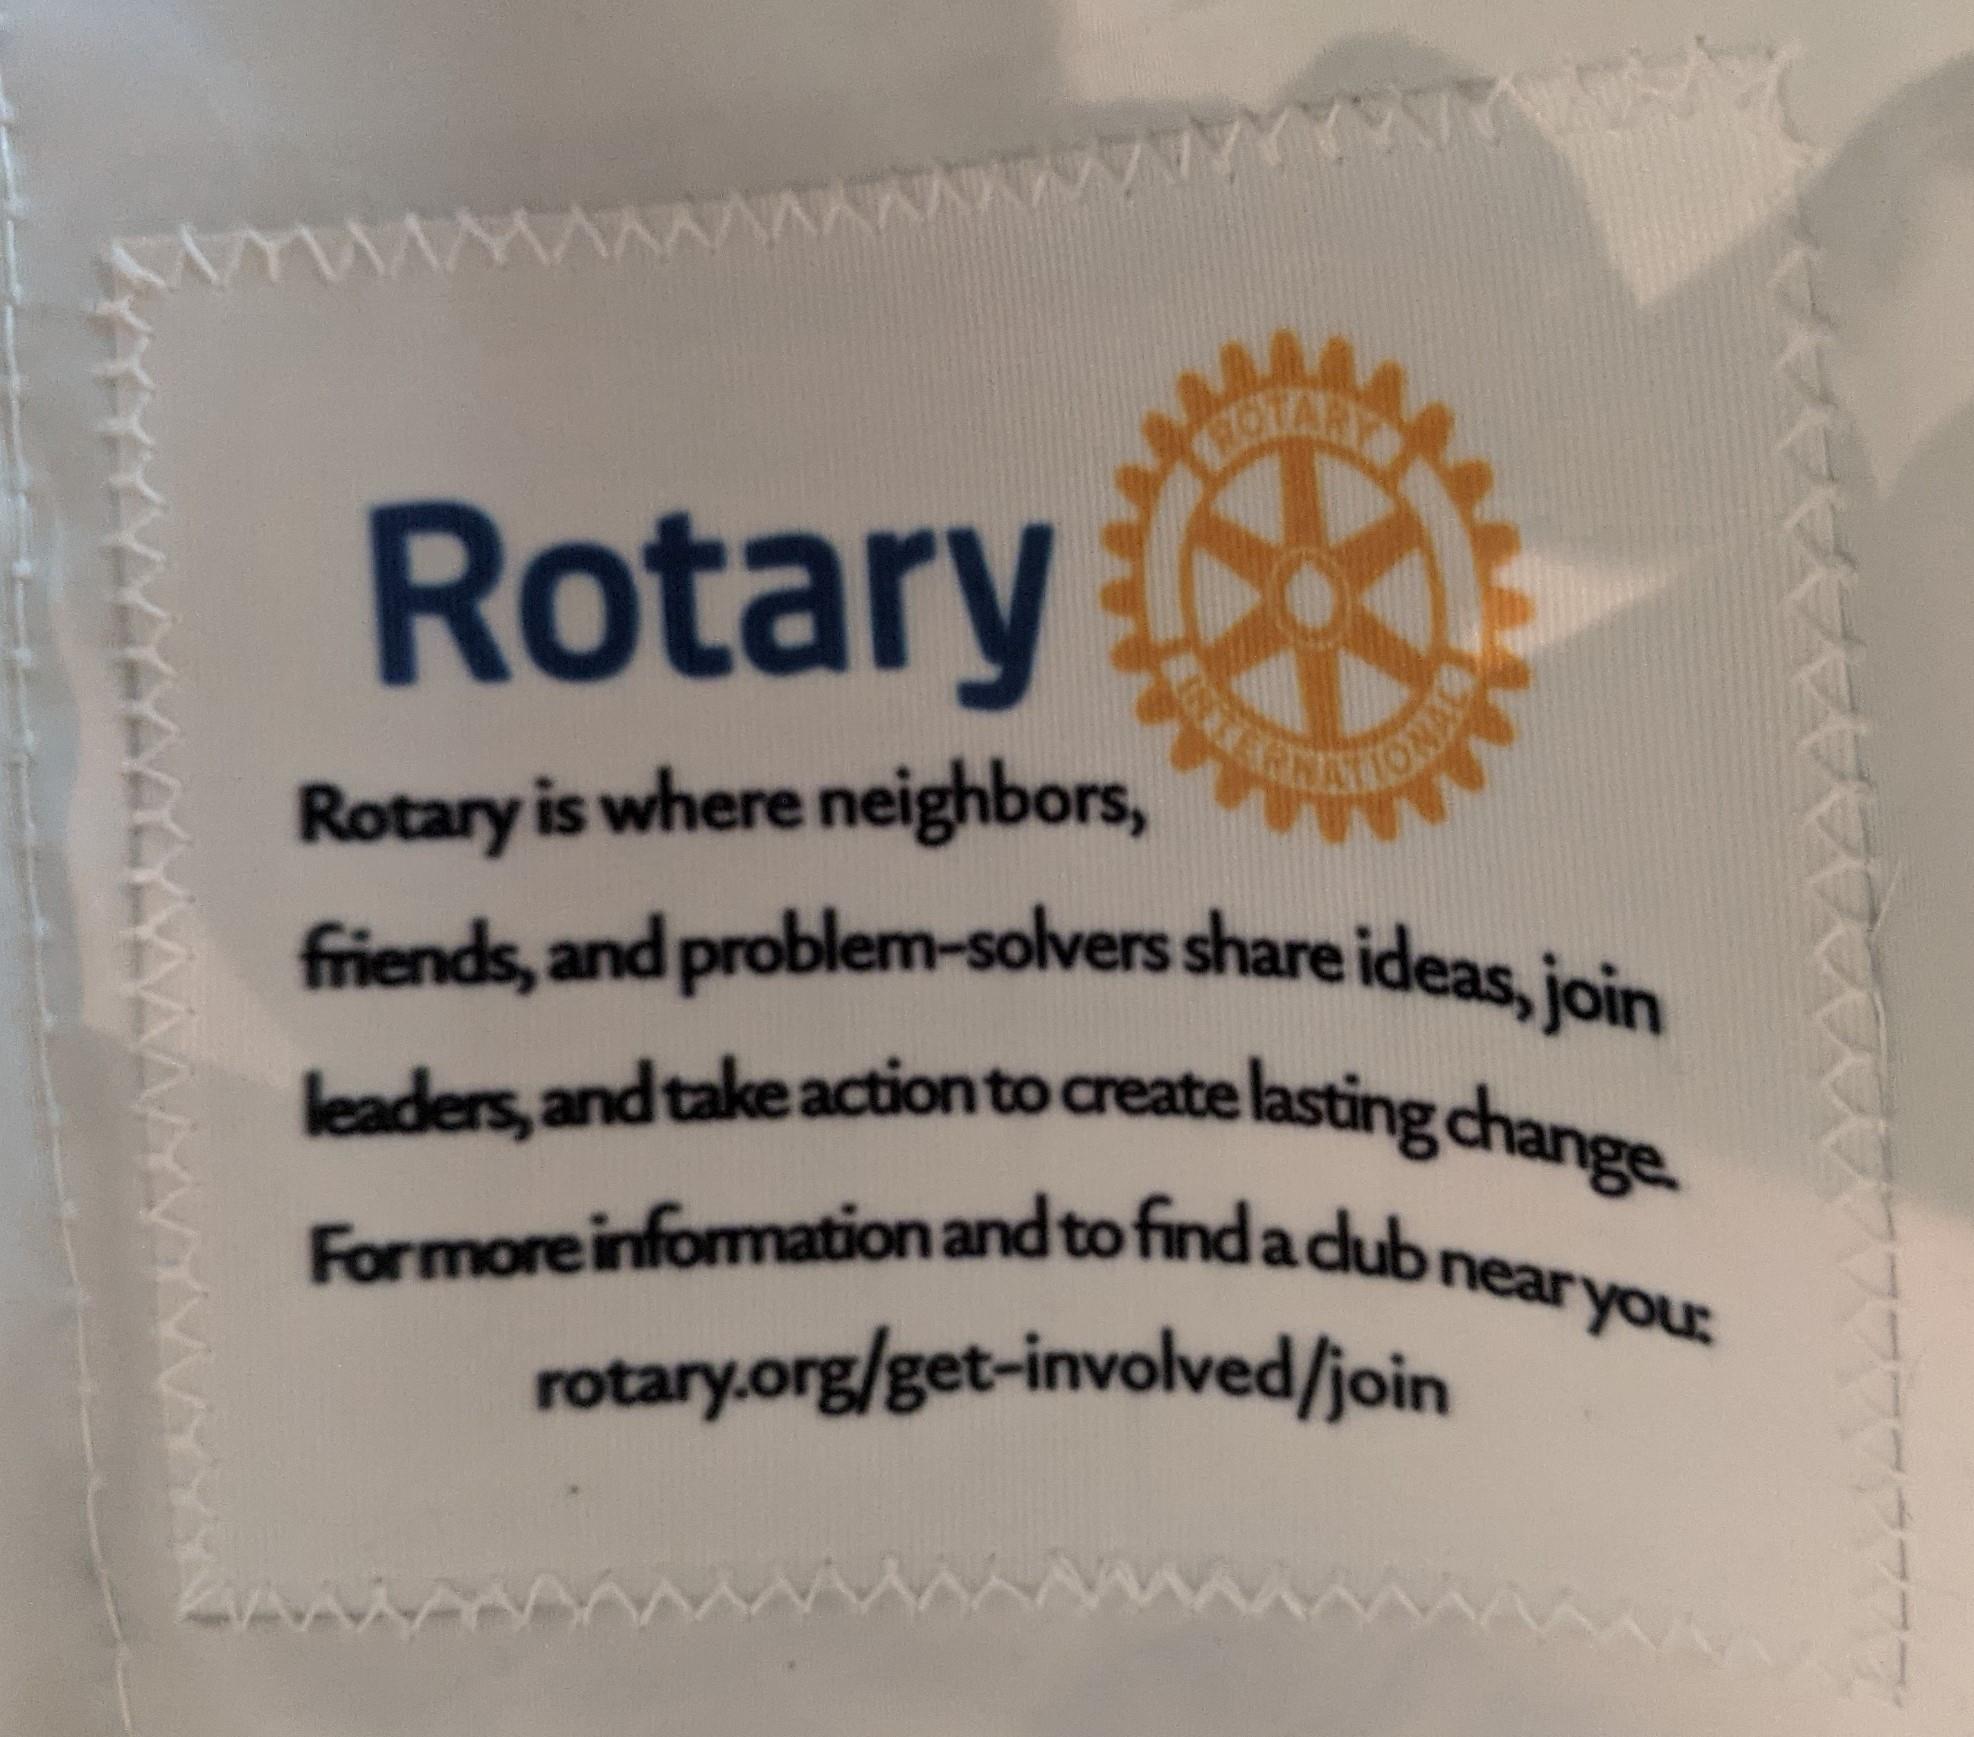 Rotary
ROTARY
INTERNATIONAL
Rotary is where neighbors,
friends, and problem-solvers share ideas, join
leaders, and take action to create lasting change.
For more information and to find a club near you:
rotary.org/get-involved/join